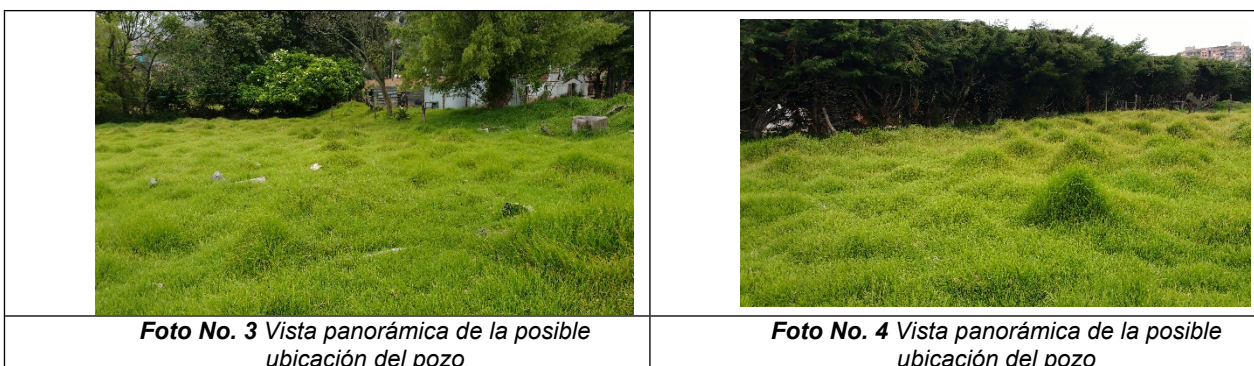 Foto No. 3 Vista panorámica de la posible
ubicación del pozo
Foto No. 4 Vista panorámica de la posible
ubicación del pozo